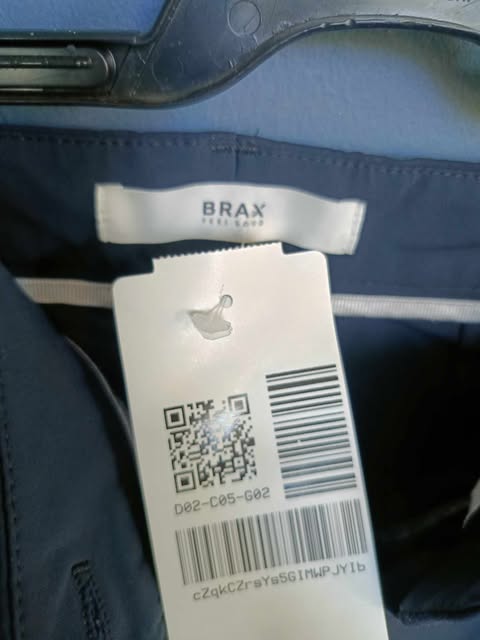 BRAX
FEEL GOOD
D02-C05-G02
cZqkCZrsYs5GIMWPJYIb